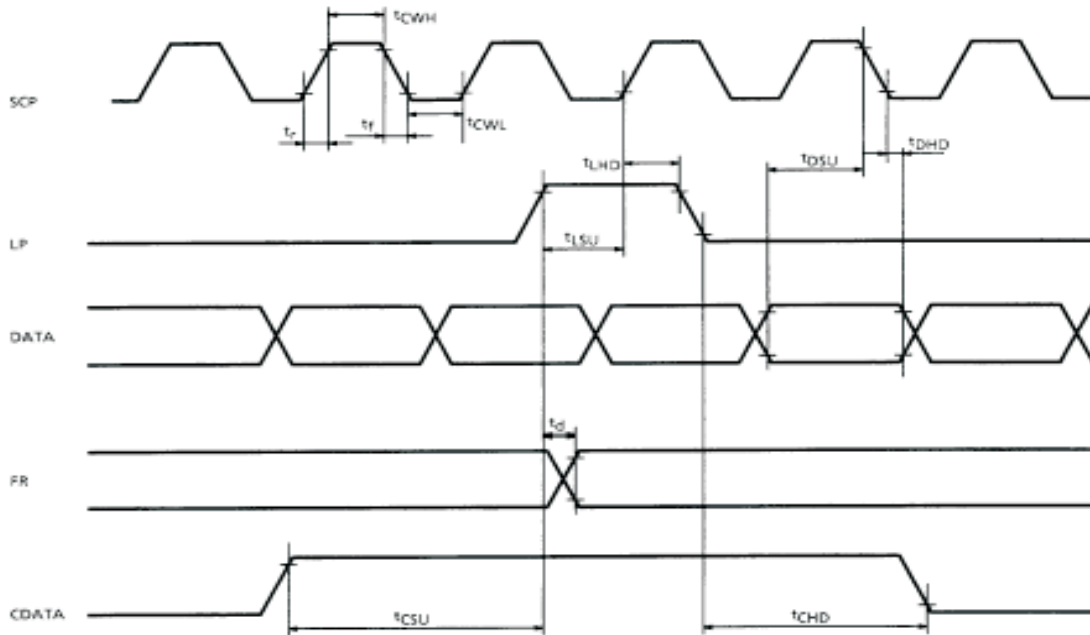 tCWH
SCP
tr
tf
tCWL
tLHD
tDSU
tDHD
LP
tLSU
DATA
td
FR
CDATA
tCSU
tCHD